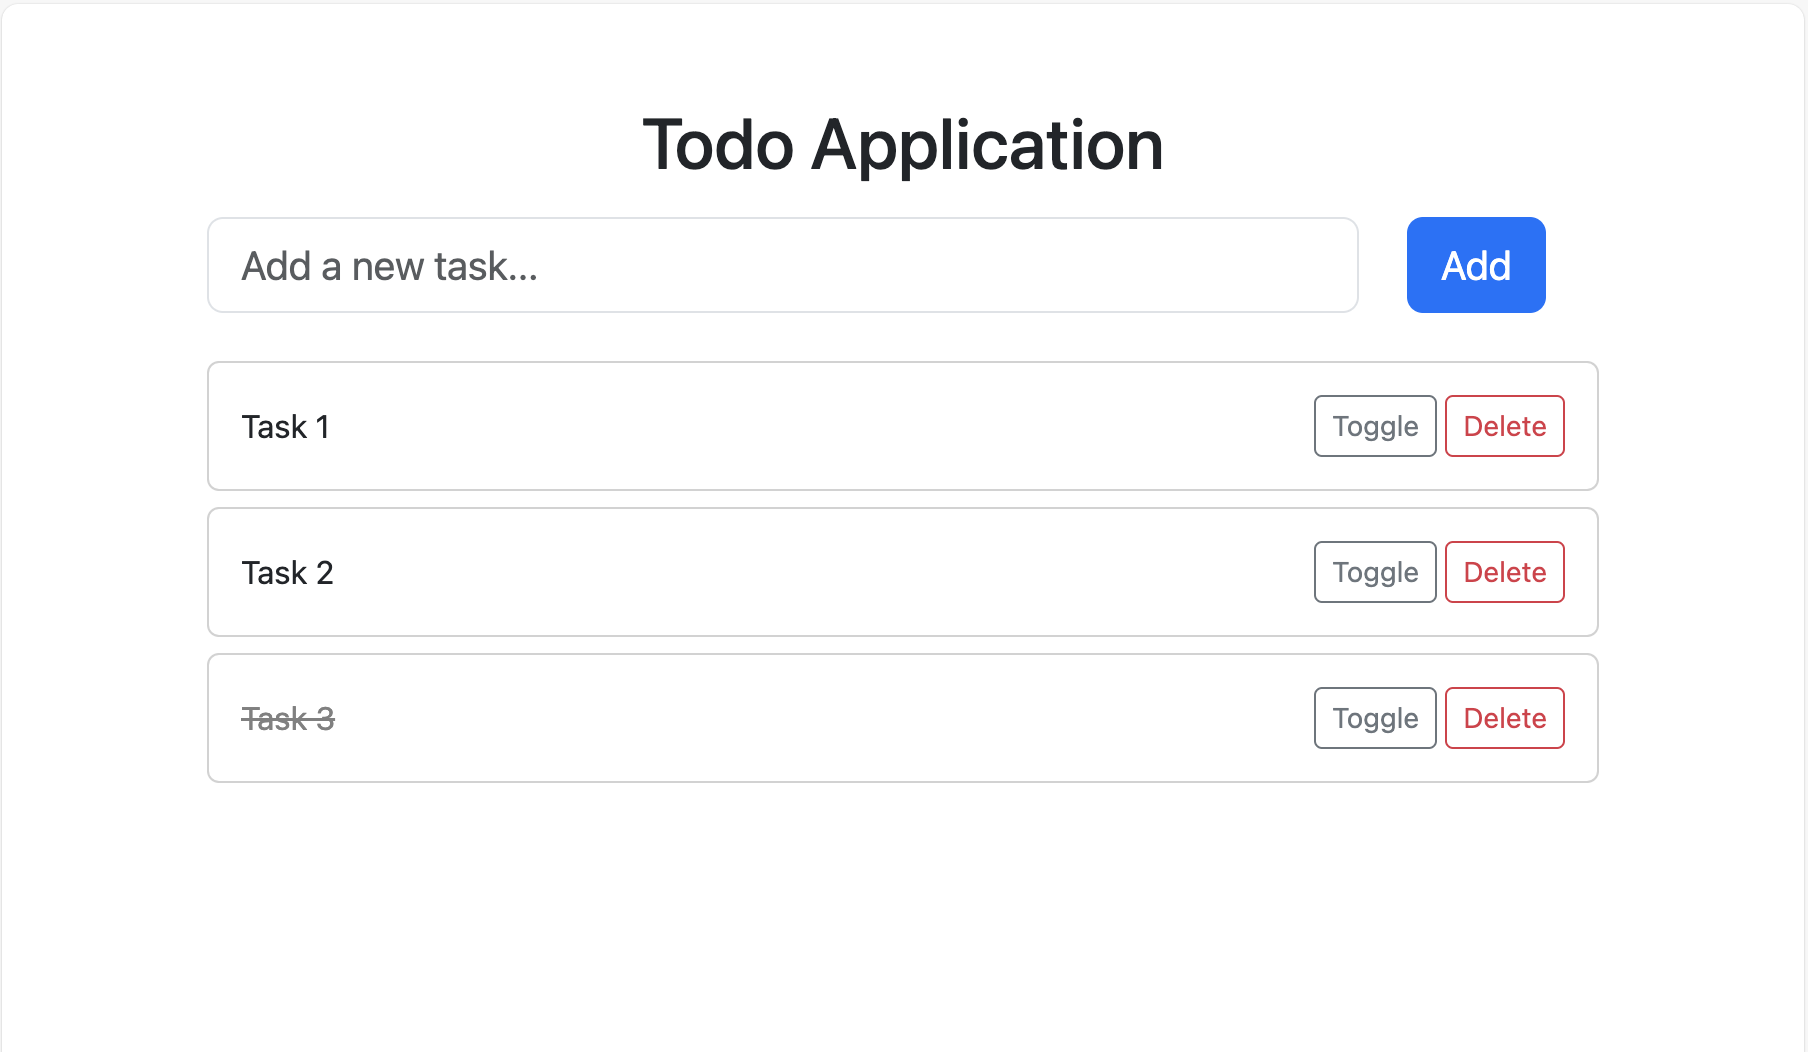 Todo Application
Add a new task...
Add
Task 1
Toggle
Delete
Task 2
Toggle
Delete
Task 3
Toggle
Delete